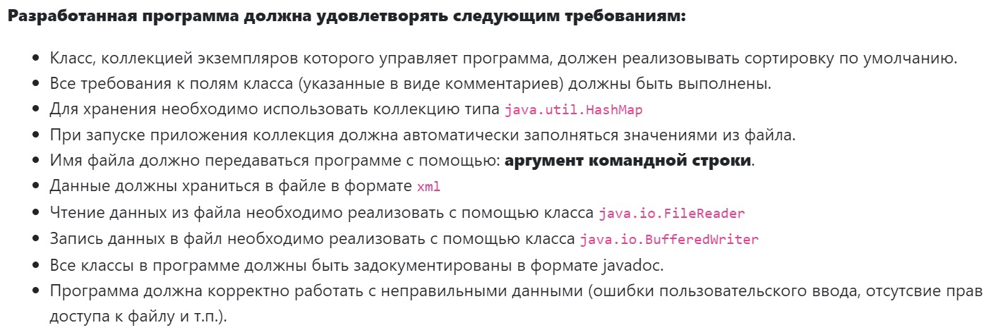 Разработанная программа должна удовлетворять следующим требованиям:
Класс, коллекцией экземпляров которого управляет программа, должен реализовывать сортировку по умолчанию.
Все требования к полям класса (указанные в виде комментариев) должны быть выполнены.
Для хранения необходимо использовать коллекцию типа java.util.HashMap
При запуске приложения коллекция должна автоматически заполняться значениями из файла.
Имя файла должно передаваться программе с помощью: аргумент командной строки.
Данные должны храниться в файле в формате xml
Чтение данных из файла необходимо реализовать с помощью класса java.io.FileReader
Запись данных в файл необходимо реализовать с помощью класса java.io.BufferedWriter
Все классы в программе должны быть задокументированы в формате javadoc.
Программа должна корректно работать с неправильными данными (ошибки пользовательского ввода, отсутсвие прав
доступа к файлу и т.п.).